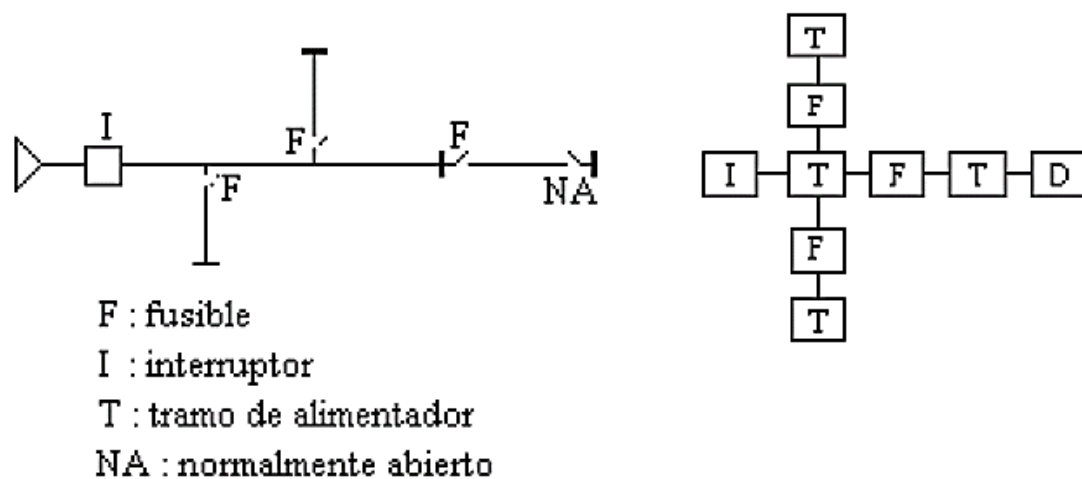 I
F
F
F
NA
T
F
I T F T D
F
T
F : fusible
I : interruptor
T : tramo de alimentador
NA : normalmente abierto